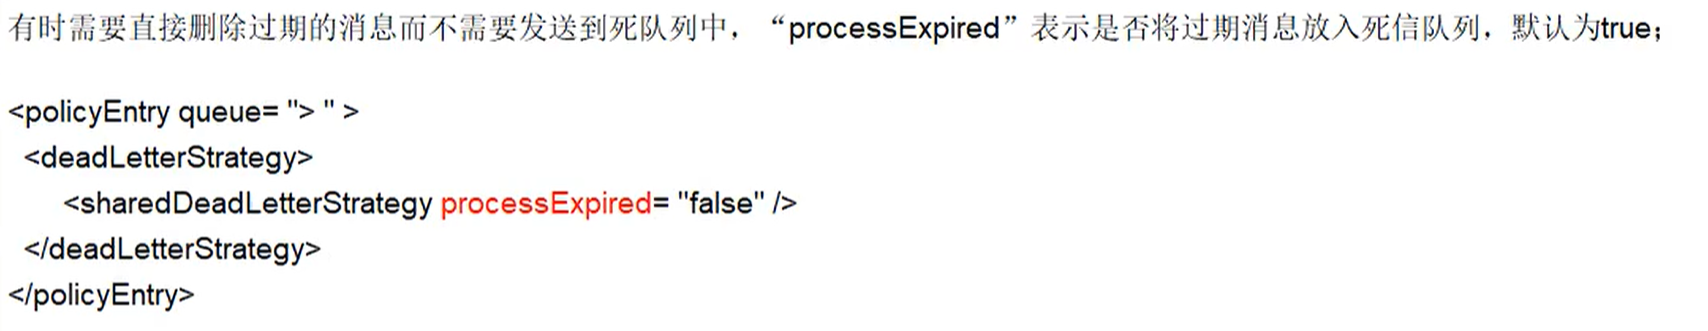 有时需要直接删除过期的消息而不需要发送到死队列中，“processExpired”表示是否将过期消息放入死信队列，默认为true；
<policyEntry queue= "> " >
<deadLetterStrategy>
<sharedDeadLetterStrategy processExpired= "false" />
</deadLetterStrategy>
</policyEntry>